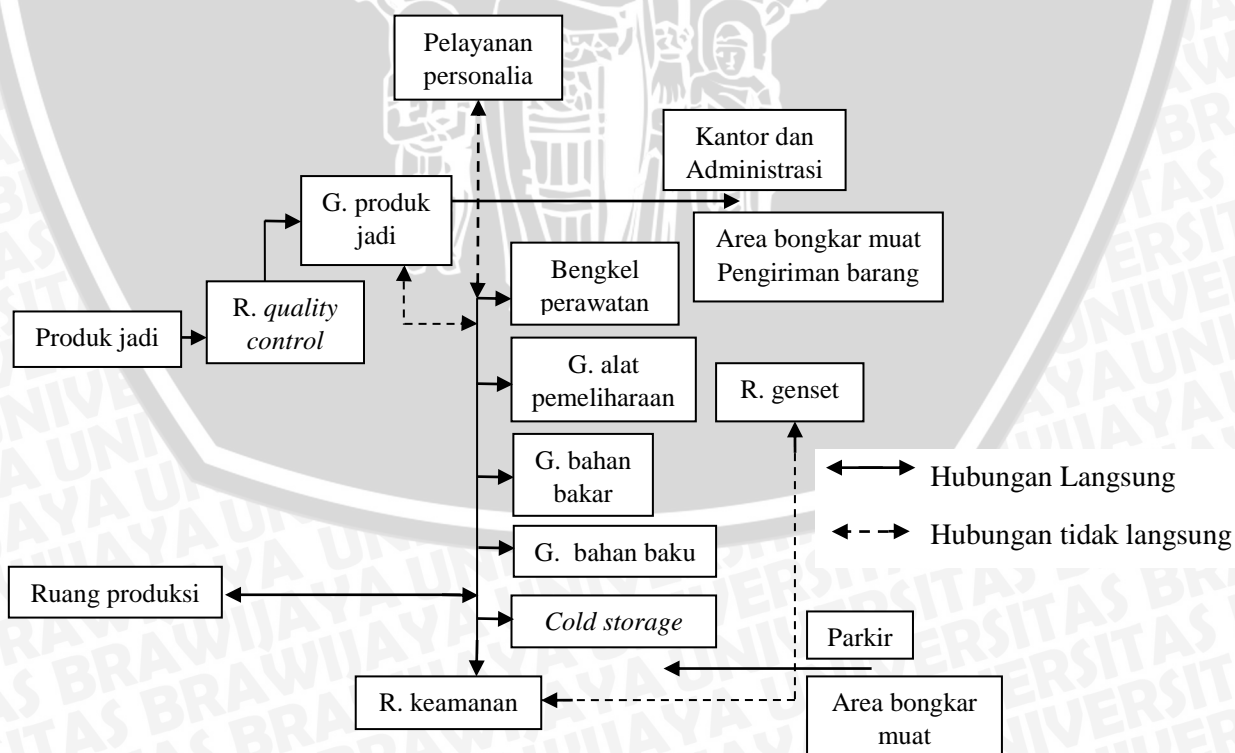 Pelayanan
personalia
Kantor dan
Administrasi
G. produk
jadi
Area bongkar muat
Pengiriman barang
Bengkel
perawatan
R. quality
control
Produk jadi
G. alat
pemeliharaan
R. genset
G. bahan
bakar
Hubungan Langsung
Hubungan tidak langsung
G. bahan baku
Ruang produksi
Cold storage
Parkir
R. keamanan
Area bongkar
muat